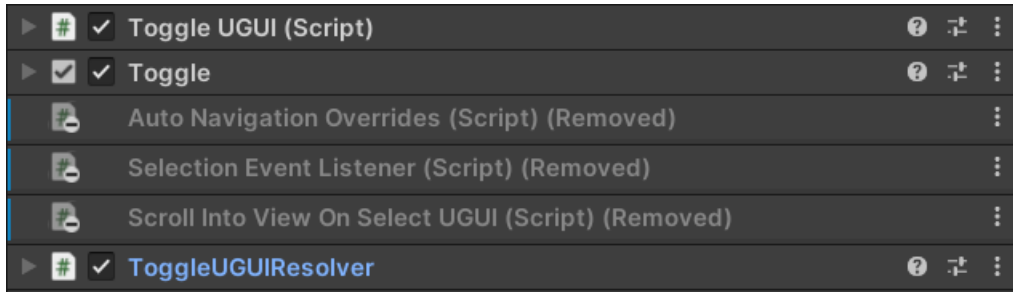 Toggle UGUI (Script)
Toggle
Auto Navigation Overrides (Script) (Removed)
Selection Event Listener (Script) (Removed)
Scroll Into View On Select UGUI (Script) (Removed)
ToggleUGUIResolver